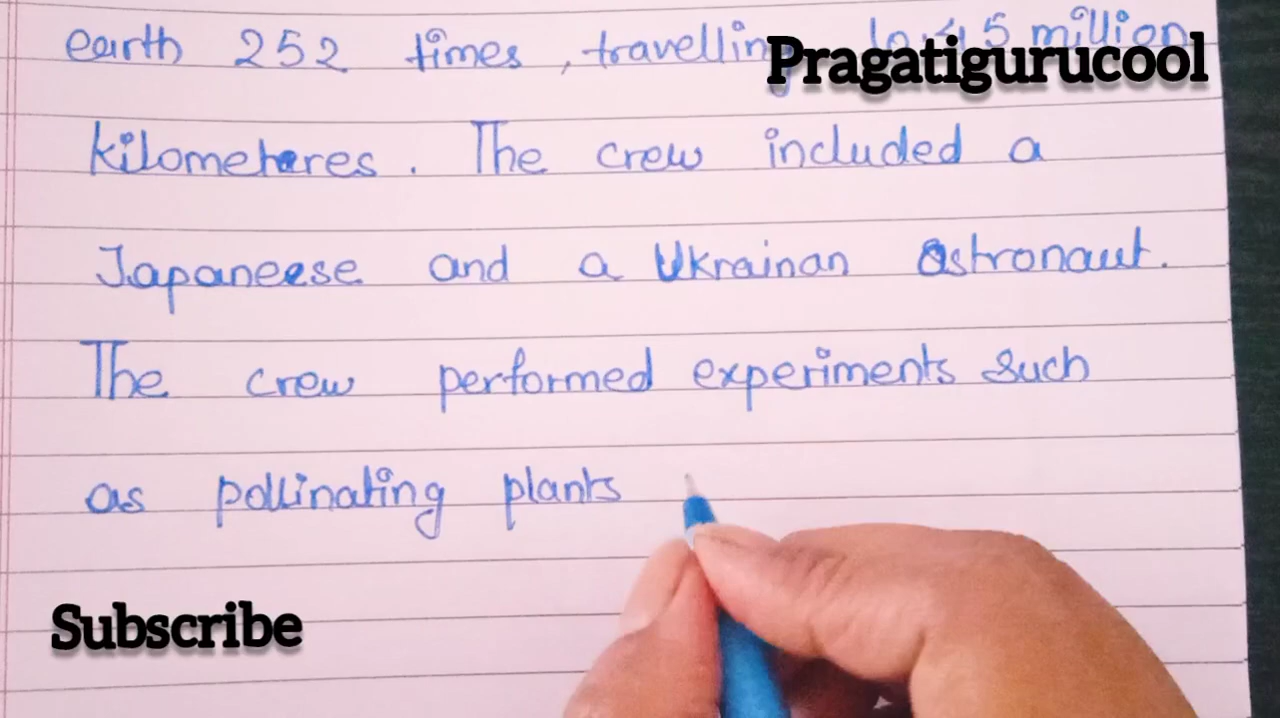 earth 252 times , travelling
Pragatigurucool
million
kilometeres . The crew included a
Japaneese and a Ukrainan astronaut.
The crew performed experiments such
as pollinating plants
Subscribe